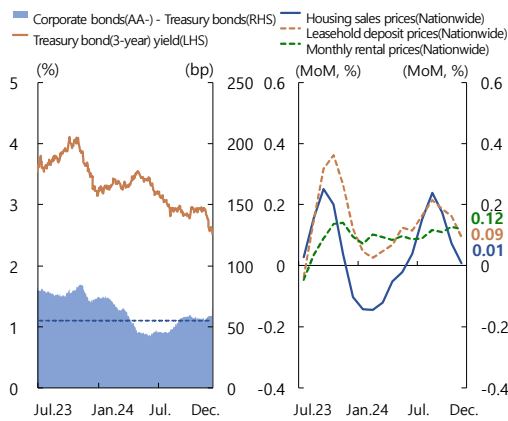 Corporate bonds(AA-) - Treasury bonds(RHS)
Treasury bond(3-year) yield(LHS)
(%) (bp)
5 250
4 200
3 150
2 100
1 50
0 0
Jul.23 Jan.24 Jul. Dec.
Housing sales prices(Nationwide)
Leasehold deposit prices(Nationwide)
Monthly rental prices(Nationwide)
(MoM, %) (MoM, %)
0.6 0.6
0.4 0.4
0.2 0.2
0.12
0.09
0.01
0 0
-0.2 -0.2
-0.4 -0.4
Jul.23 Jan.24 Jul. Dec.